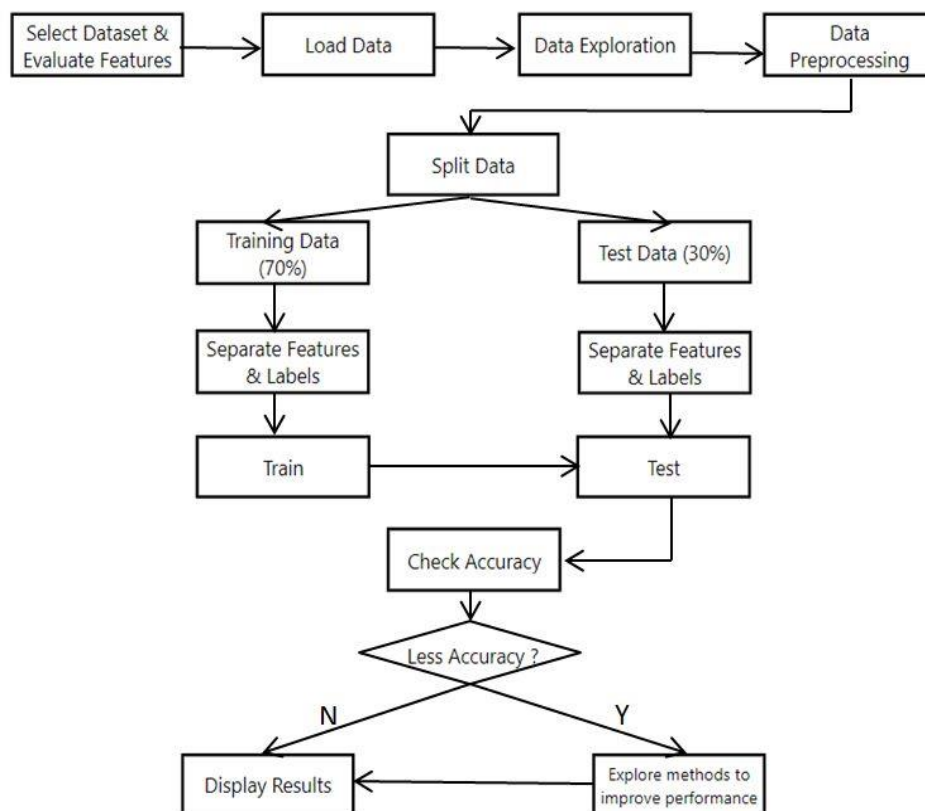 Select Dataset &
Evaluate Features
Load Data
Data Exploration
Data
Preprocessing
Split Data
Training Data
(70%)
Test Data (30%)
Separate Features
& Labels
Separate Features
& Labels
Train
Test
Check Accuracy
Less Accuracy ?
N
Y
Display Results
Explore methods to
improve performance